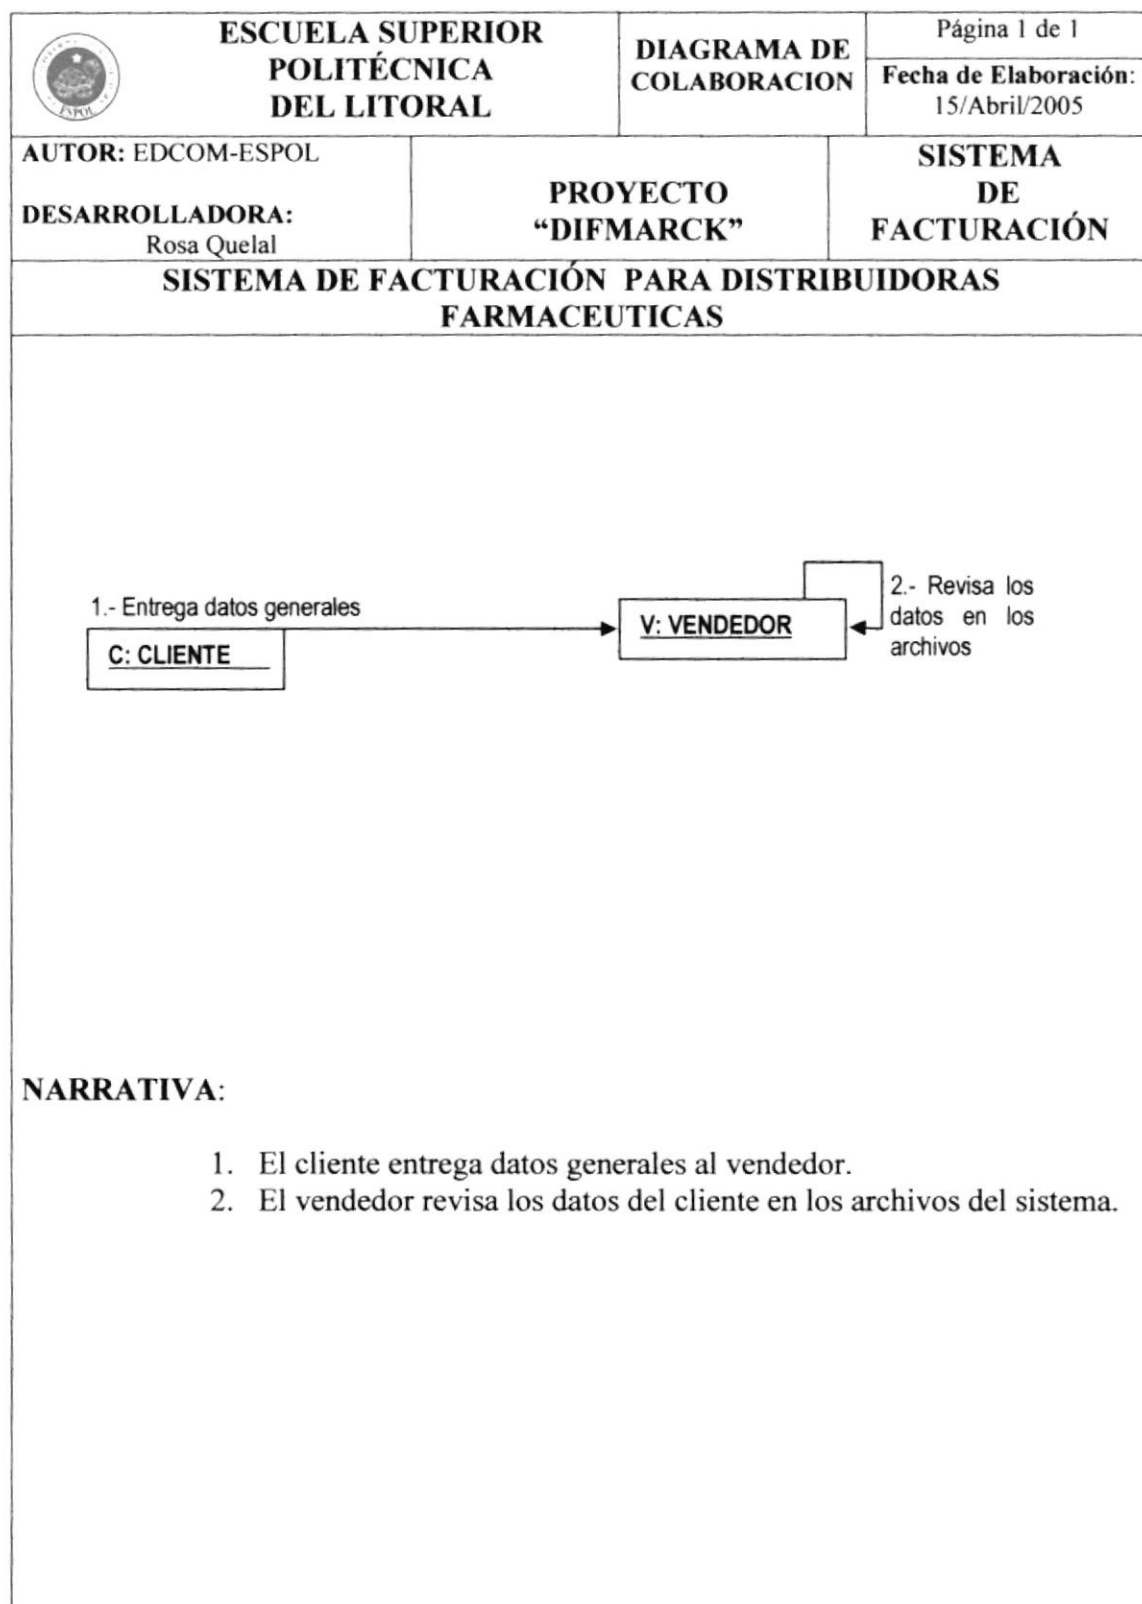 ESCUELA SUPERIOR
POLITÉCNICA
DEL LITORAL
ESPOL
DIAGRAMA DE
COLABORACION
Página 1 de 1
Fecha de Elaboración:
15/Abril/2005
AUTOR: EDCOM-ESPOL
DESARROLLADORA:
Rosa Quelal
PROYECTO
“DIFMARCK”
SISTEMA
DE
FACTURACIÓN
SISTEMA DE FACTURACIÓN PARA DISTRIBUIDORAS
FARMACEUTICAS
1.- Entrega datos generales
C: CLIENTE
V: VENDEDOR
2.- Revisa los
datos en los
archivos
NARRATIVA:
1. El cliente entrega datos generales al vendedor.
2. El vendedor revisa los datos del cliente en los archivos del sistema.